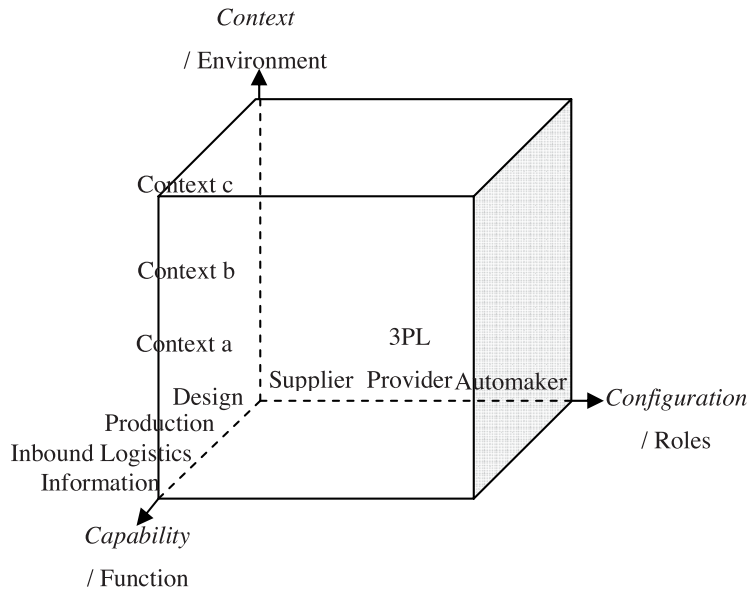 Context
/ Environment
Context c
Context b
Context a
3PL
Supplier Provider Automaker
Design
Production
Inbound Logistics
Information
Configuration
/ Roles
Capability
/ Function